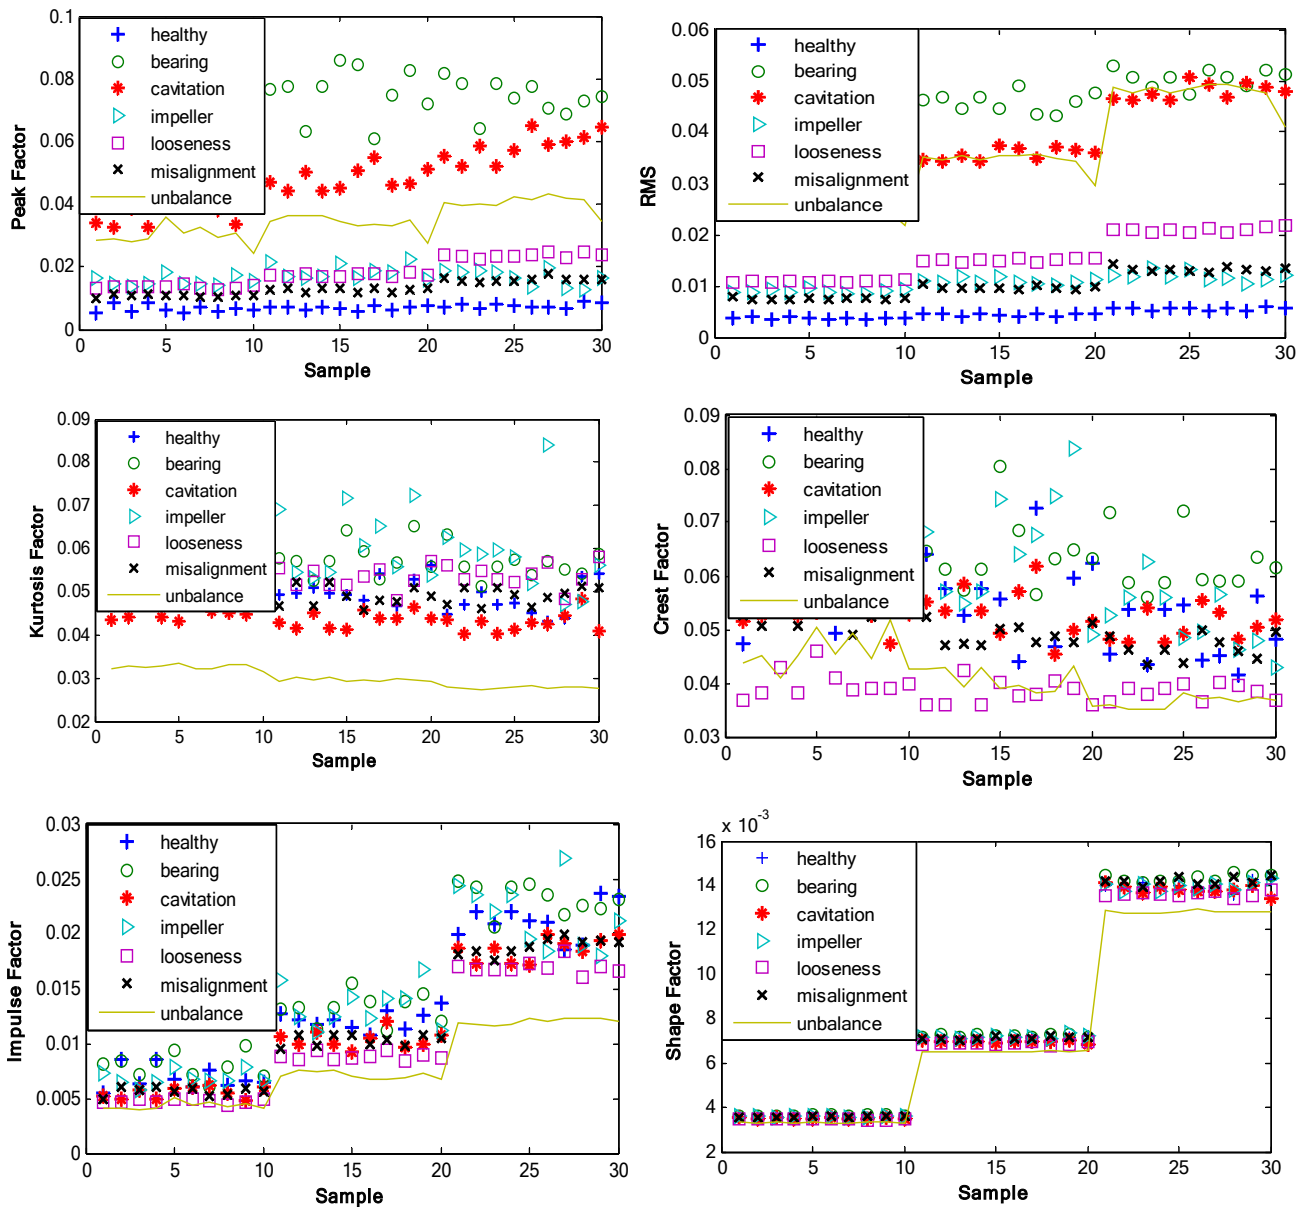 0.1
0.08
0.06
0.04
0.02
0
Peak Factor
healthy
bearing
cavitation
impeller
looseness
misalignment
unbalance
0 5 10 15 20 25 30
Sample
0.06
0.05
0.04
0.03
0.02
0.01
0
RMS
healthy
bearing
cavitation
impeller
looseness
misalignment
unbalance
0 5 10 15 20 25 30
Sample
0.09
0.08
0.07
0.06
0.05
0.04
0.03
0.02
Kurtosis Factor
healthy
bearing
cavitation
impeller
looseness
misalignment
unbalance
0 5 10 15 20 25 30
Sample
0.09
0.08
0.07
0.06
0.05
0.04
0.03
Crest Factor
healthy
bearing
cavitation
impeller
looseness
misalignment
unbalance
0 5 10 15 20 25 30
Sample
0.03
0.025
0.02
0.015
0.01
0.005
0
Impulse Factor
healthy
bearing
cavitation
impeller
looseness
misalignment
unbalance
0 5 10 15 20 25 30
Sample
x 10⁻³
16
14
12
10
8
6
4
2
Shape Factor
healthy
bearing
cavitation
impeller
looseness
misalignment
unbalance
0 5 10 15 20 25 30
Sample